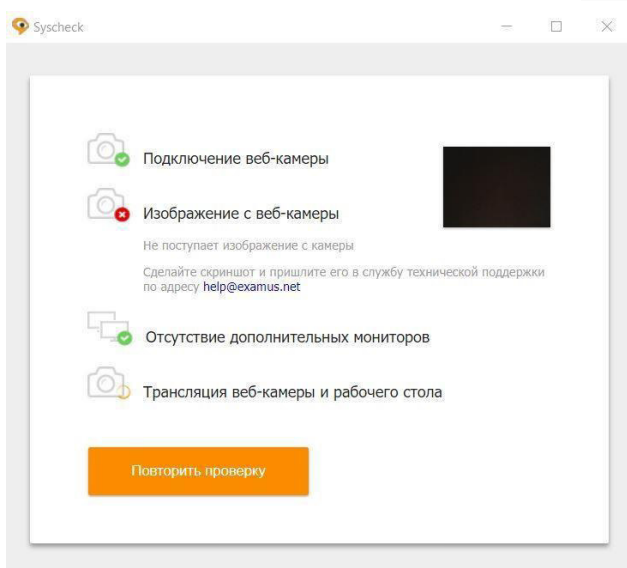 Syscheck
Подключение веб-камеры
Изображение с веб-камеры
Не поступает изображение с камеры
Сделайте скриншот и пришлите его в службу технической поддержки
по адресу help@examus.net
Отсутствие дополнительных мониторов
Трансляция веб-камеры и рабочего стола
Повторить проверку